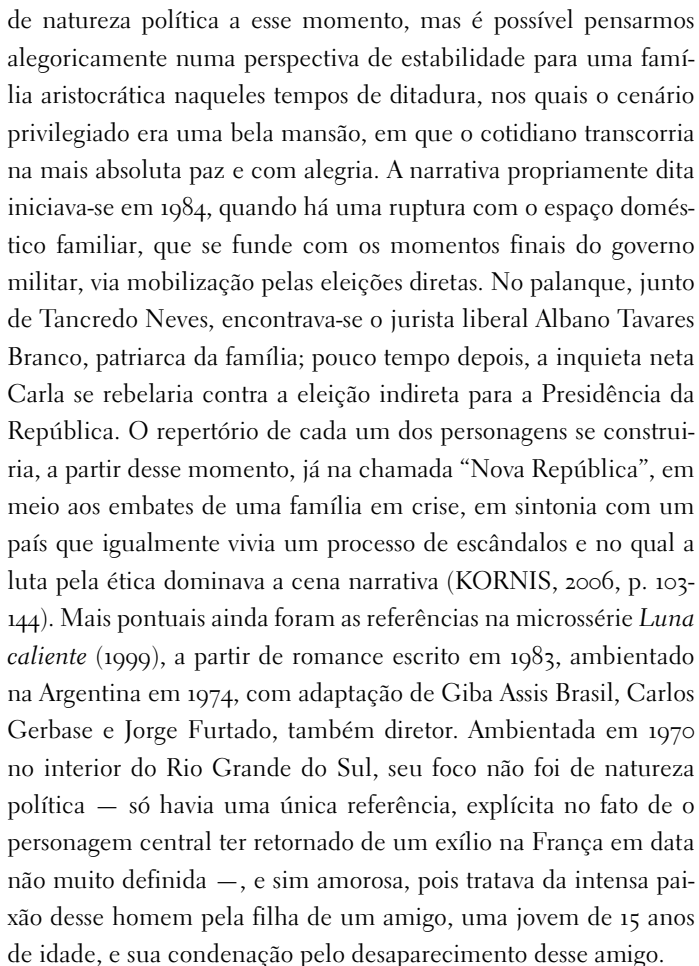 de natureza política a esse momento, mas é possível pensarmos
alegoricamente numa perspectiva de estabilidade para uma famí-
lia aristocrática naqueles tempos de ditadura, nos quais o cenário
privilegiado era uma bela mansão, em que o cotidiano transcorria
na mais absoluta paz e com alegria. A narrativa propriamente dita
iniciava-se em 1984, quando há uma ruptura com o espaço domés-
tico familiar, que se funde com os momentos finais do governo
militar, via mobilização pelas eleições diretas. No palanque, junto
de Tancredo Neves, encontrava-se o jurista liberal Albano Tavares
Branco, patriarca da família; pouco tempo depois, a inquieta neta
Carla se rebelaria contra a eleição indireta para a Presidência da
República. O repertório de cada um dos personagens se construi-
ria, a partir desse momento, já na chamada “Nova República”, em
meio aos embates de uma família em crise, em sintonia com um
país que igualmente vivia um processo de escândalos e no qual a
luta pela ética dominava a cena narrativa (KORNIS, 2006, p. 103-
144). Mais pontuais ainda foram as referências na microssérie Luna
caliente (1999), a partir de romance escrito em 1983, ambientado
na Argentina em 1974, com adaptação de Giba Assis Brasil, Carlos
Gerbase e Jorge Furtado, também diretor. Ambientada em 1970
no interior do Rio Grande do Sul, seu foco não foi de natureza
política — só havia uma única referência, explícita no fato de o
personagem central ter retornado de um exílio na França em data
não muito definida —, e sim amorosa, pois tratava da intensa pai-
xão desse homem pela filha de um amigo, uma jovem de 15 anos
de idade, e sua condenação pelo desaparecimento desse amigo.